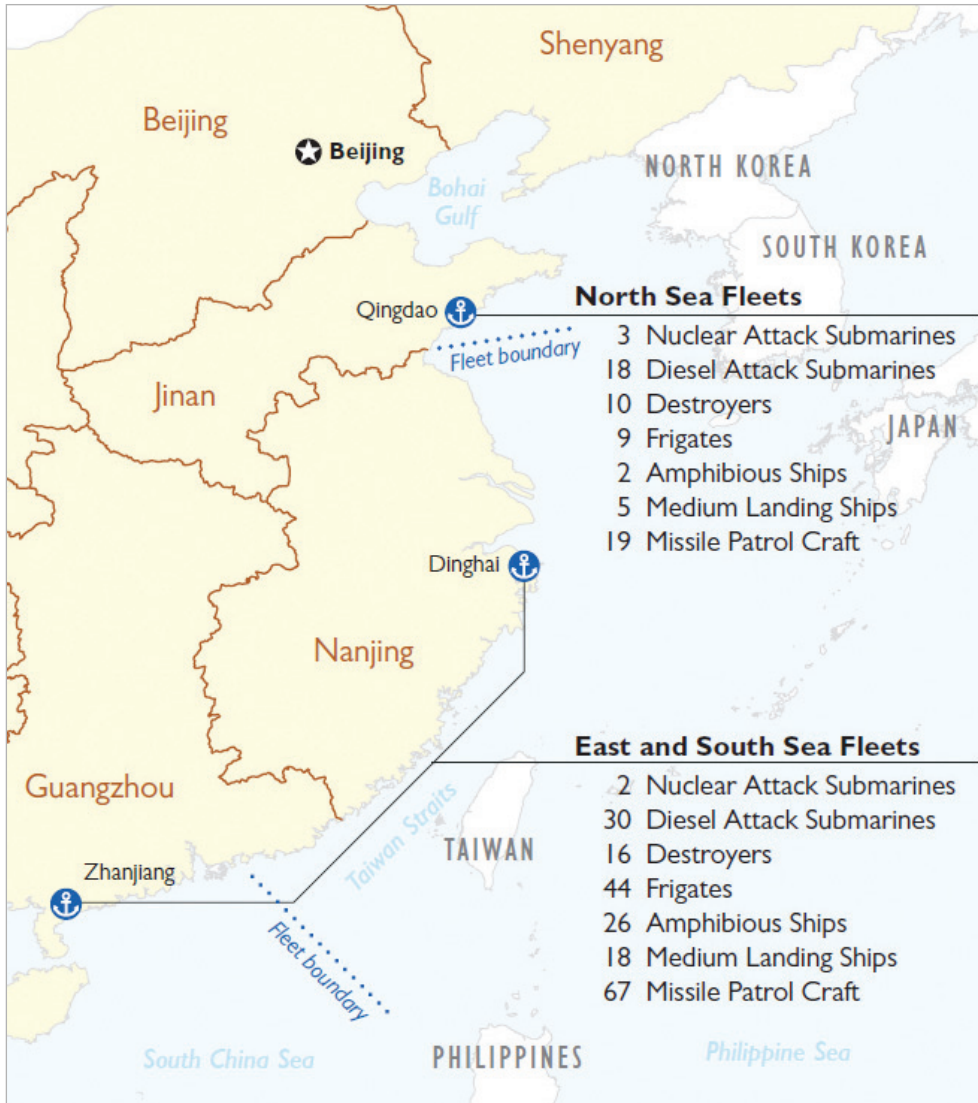 Shenyang
Beijing
Beijing
NORTH KOREA
Bohai
Gulf
SOUTH KOREA
North Sea Fleets
Qingdao
3 Nuclear Attack Submarines
Fleet boundary
18 Diesel Attack Submarines
Jinan
10 Destroyers
JAPAN
9 Frigates
2 Amphibious Ships
5 Medium Landing Ships
19 Missile Patrol Craft
Dinghai
Nanjing
East and South Sea Fleets
Guangzhou
2 Nuclear Attack Submarines
30 Diesel Attack Submarines
Taiwan Straits
TAIWAN
16 Destroyers
Zhanjiang
44 Frigates
26 Amphibious Ships
Fleet boundary
18 Medium Landing Ships
67 Missile Patrol Craft
South China Sea
PHILIPPINES
Philippine Sea